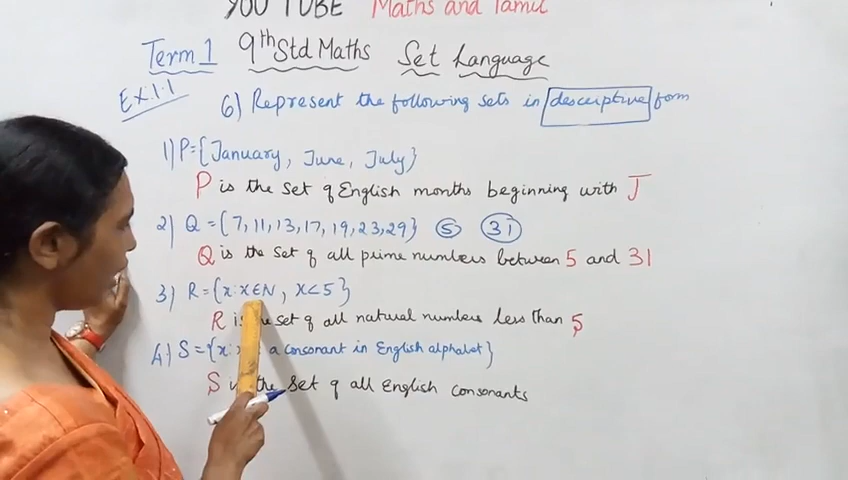 YOU TUBE Maths and Tamil
Term 1 9th Std Maths Set Language
Ex.1.1
6) Represent the following sets in descriptive form
1) P={January, June, July}
P is the set of English months beginning with J
2) Q={7, 11, 13, 17, 19, 23, 29} 5 31
Q is the set of all prime numbers between 5 and 31
3) R={x:x∈N, x<5}
R is the set of all natural numbers less than 5
4) S={x:x a consonant in English alphabet}
S is the set of all English consonants